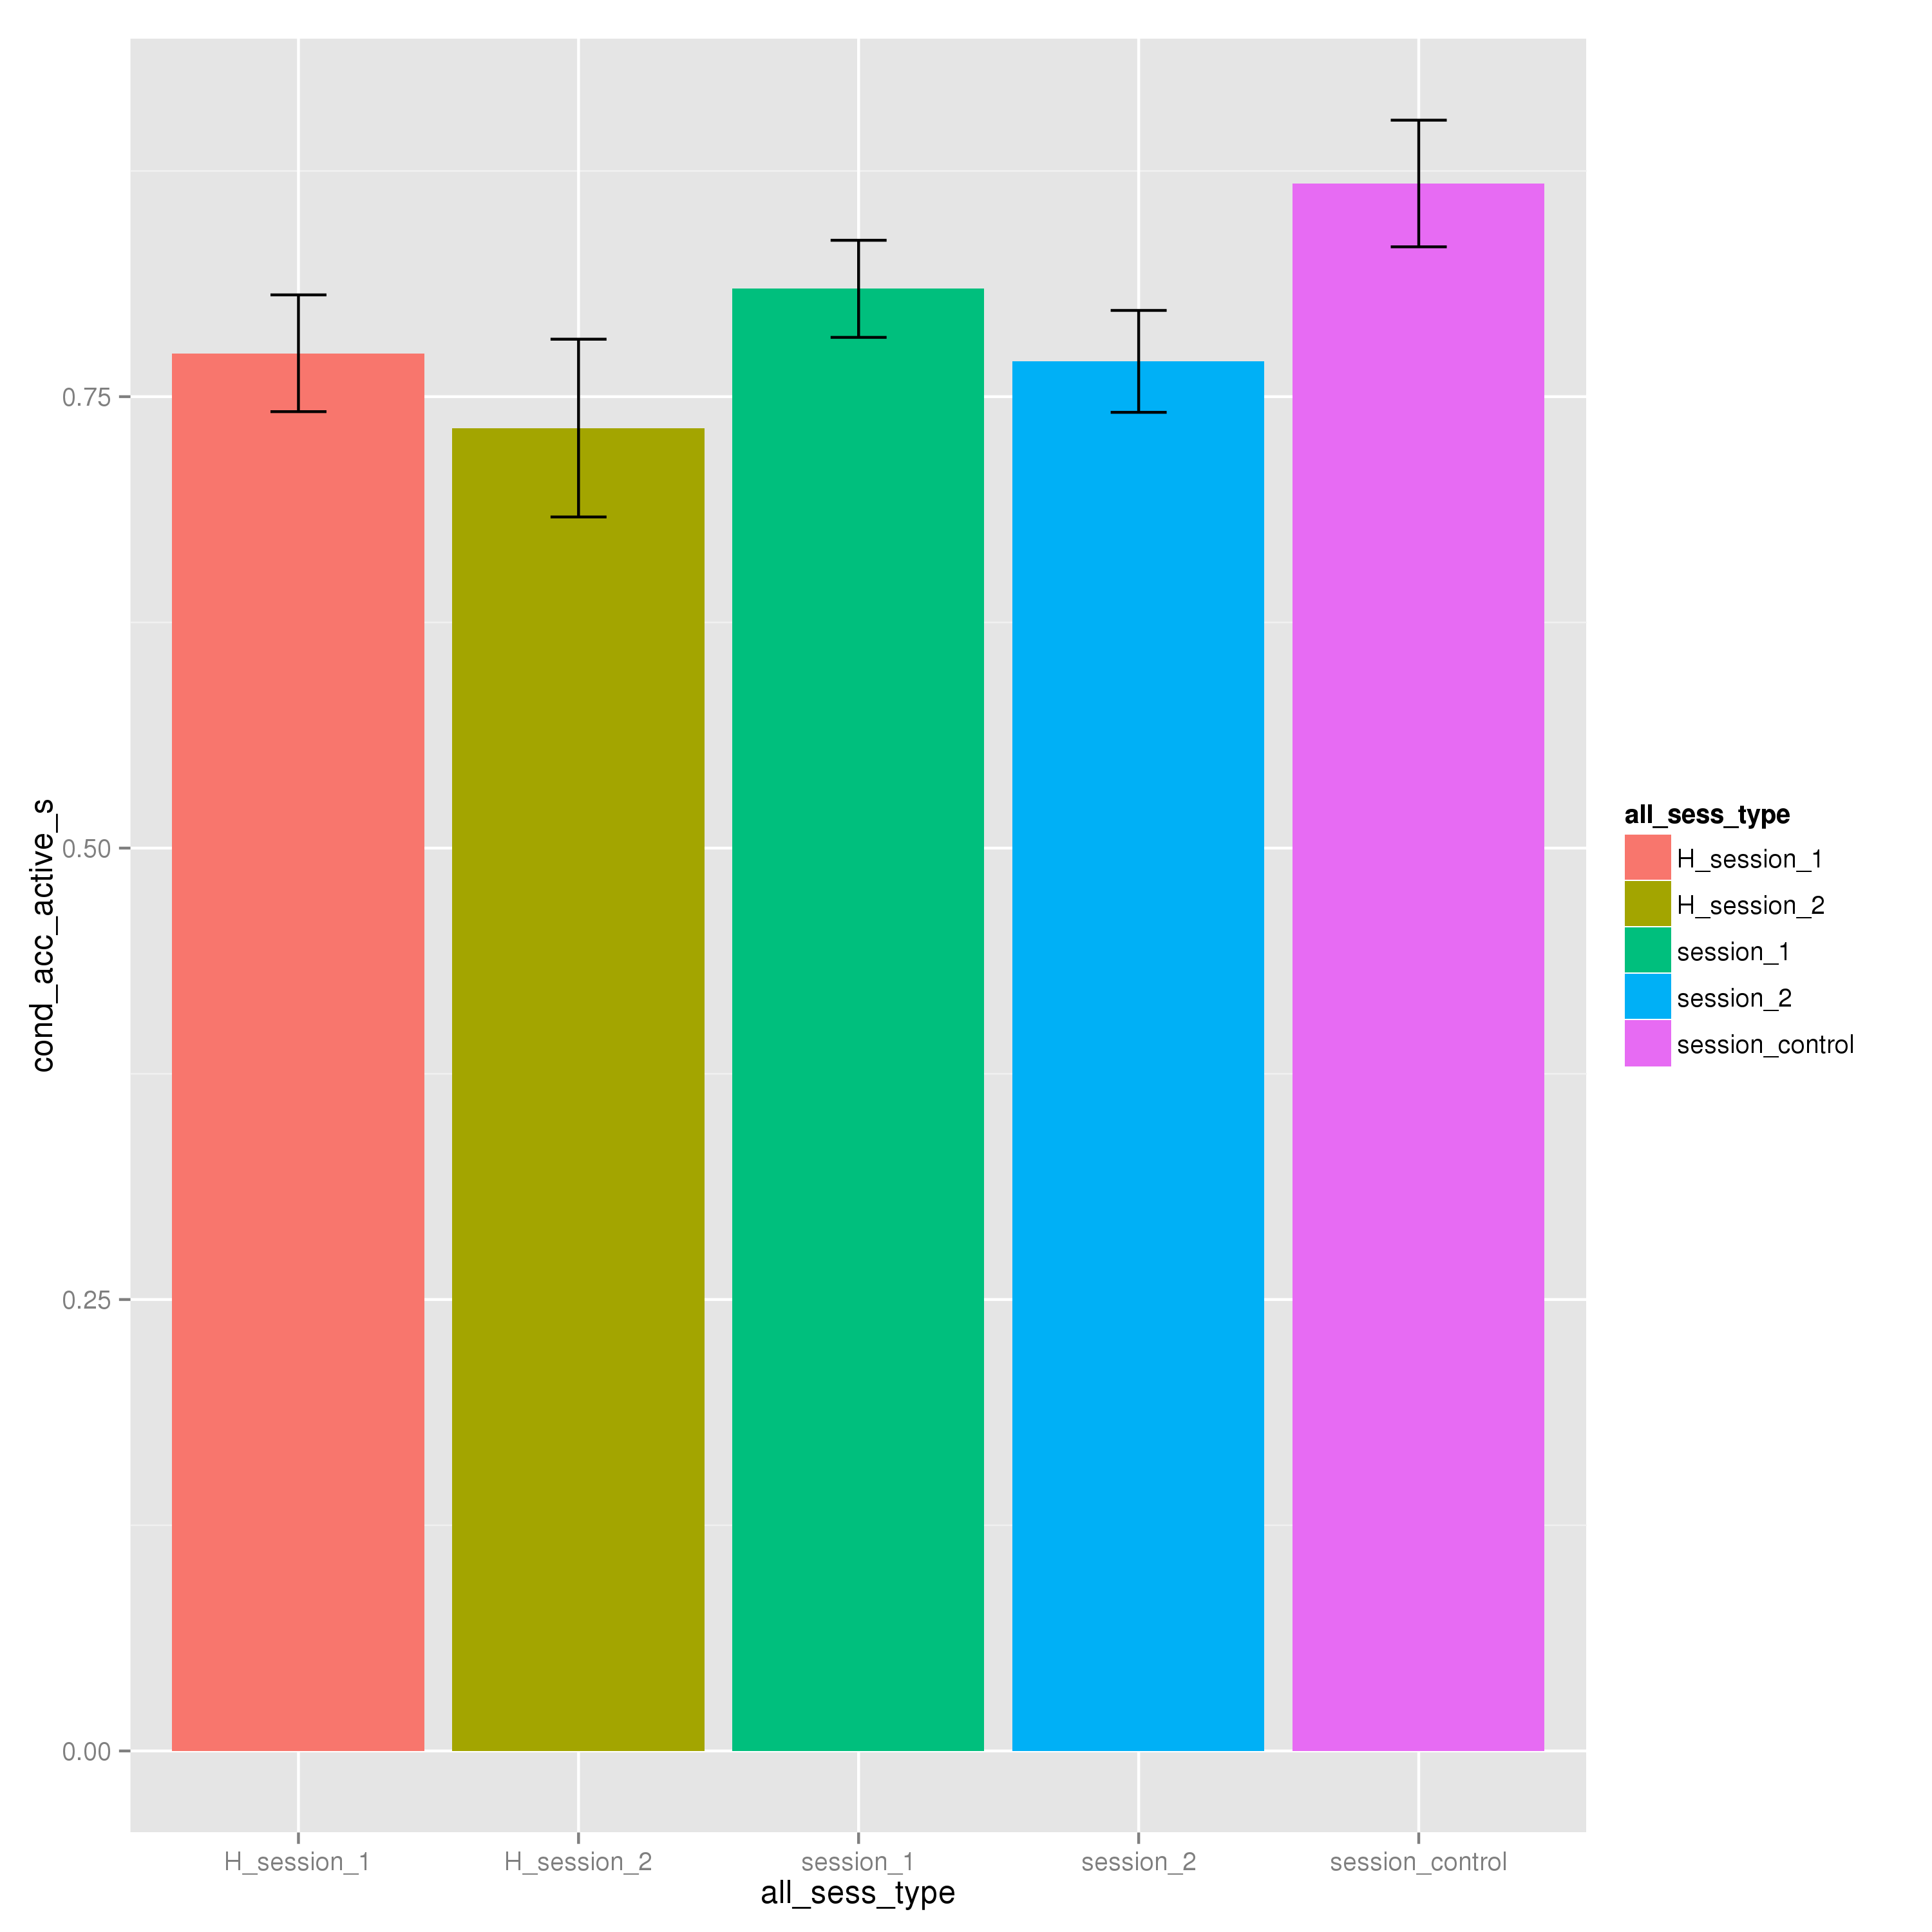 cond_acc_active_s
0.75
0.50
0.25
0.00
H_session_1
H_session_2
session_1
session_2
session_control
all_sess_type
all_sess_type
H_session_1
H_session_2
session_1
session_2
session_control